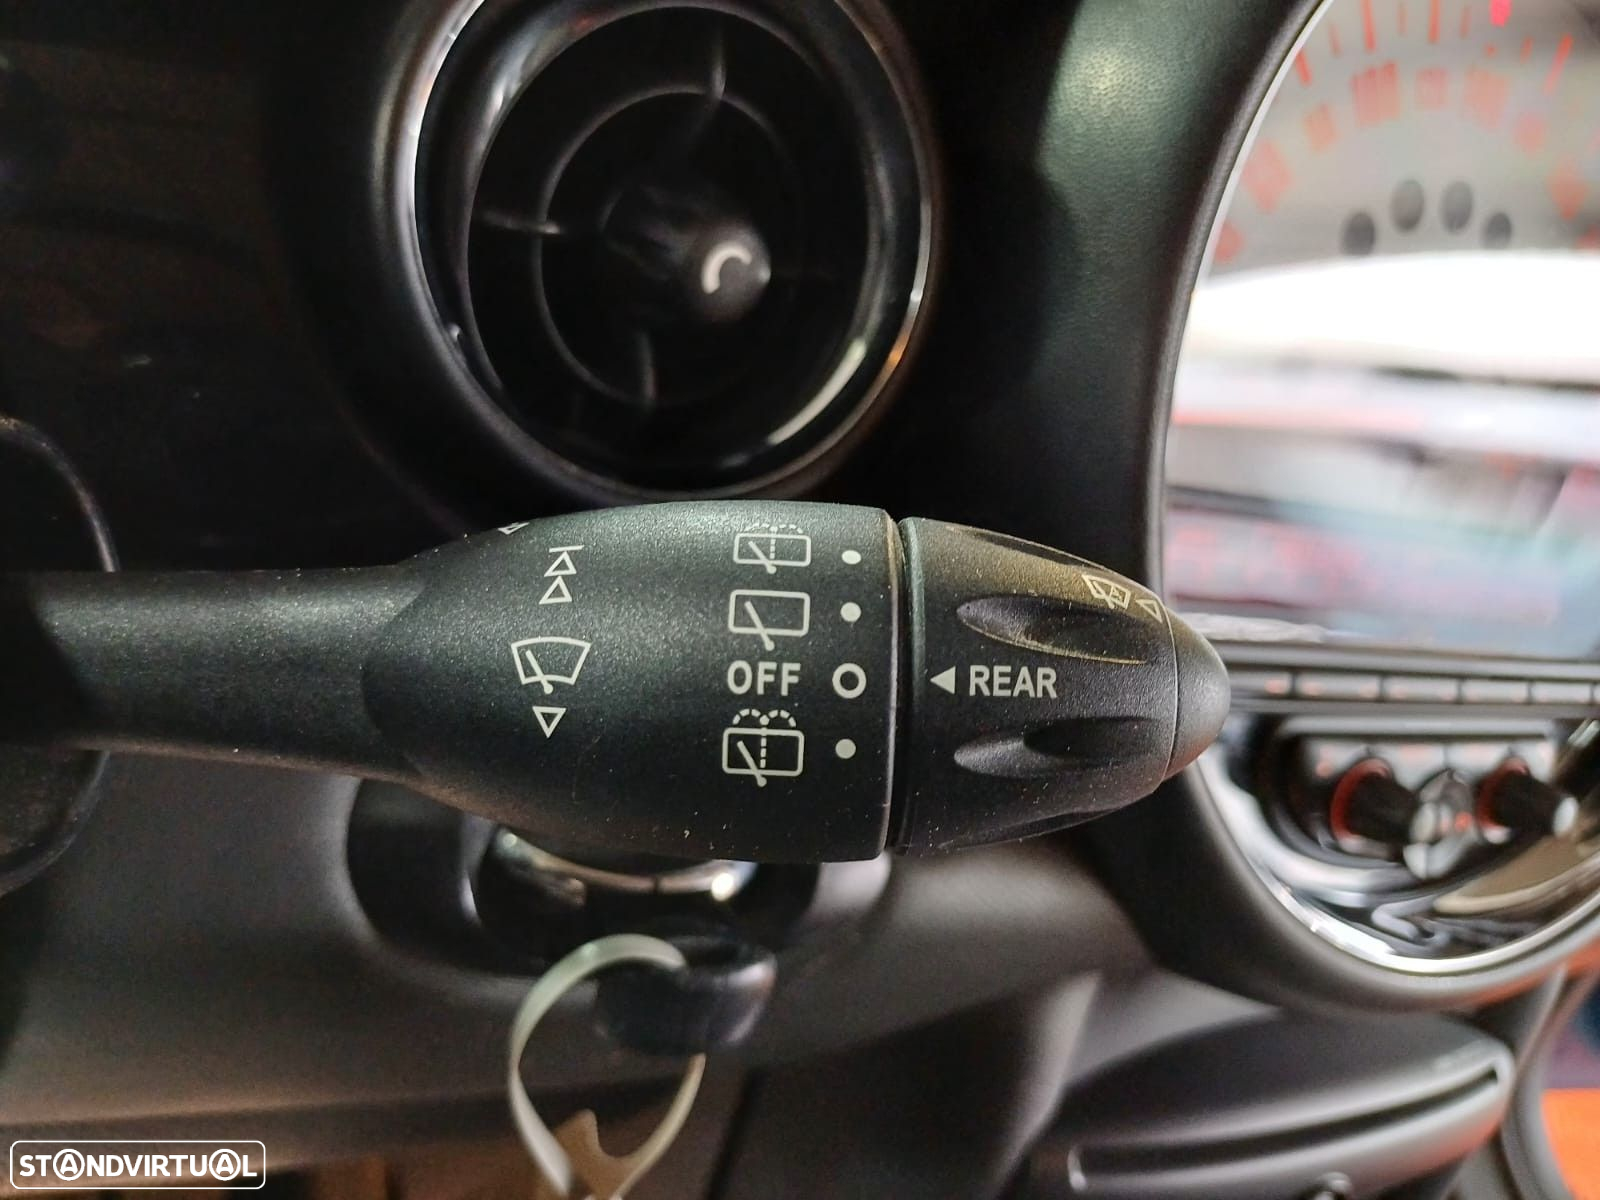 OFF
◄ REAR
STANDVIRTUAL